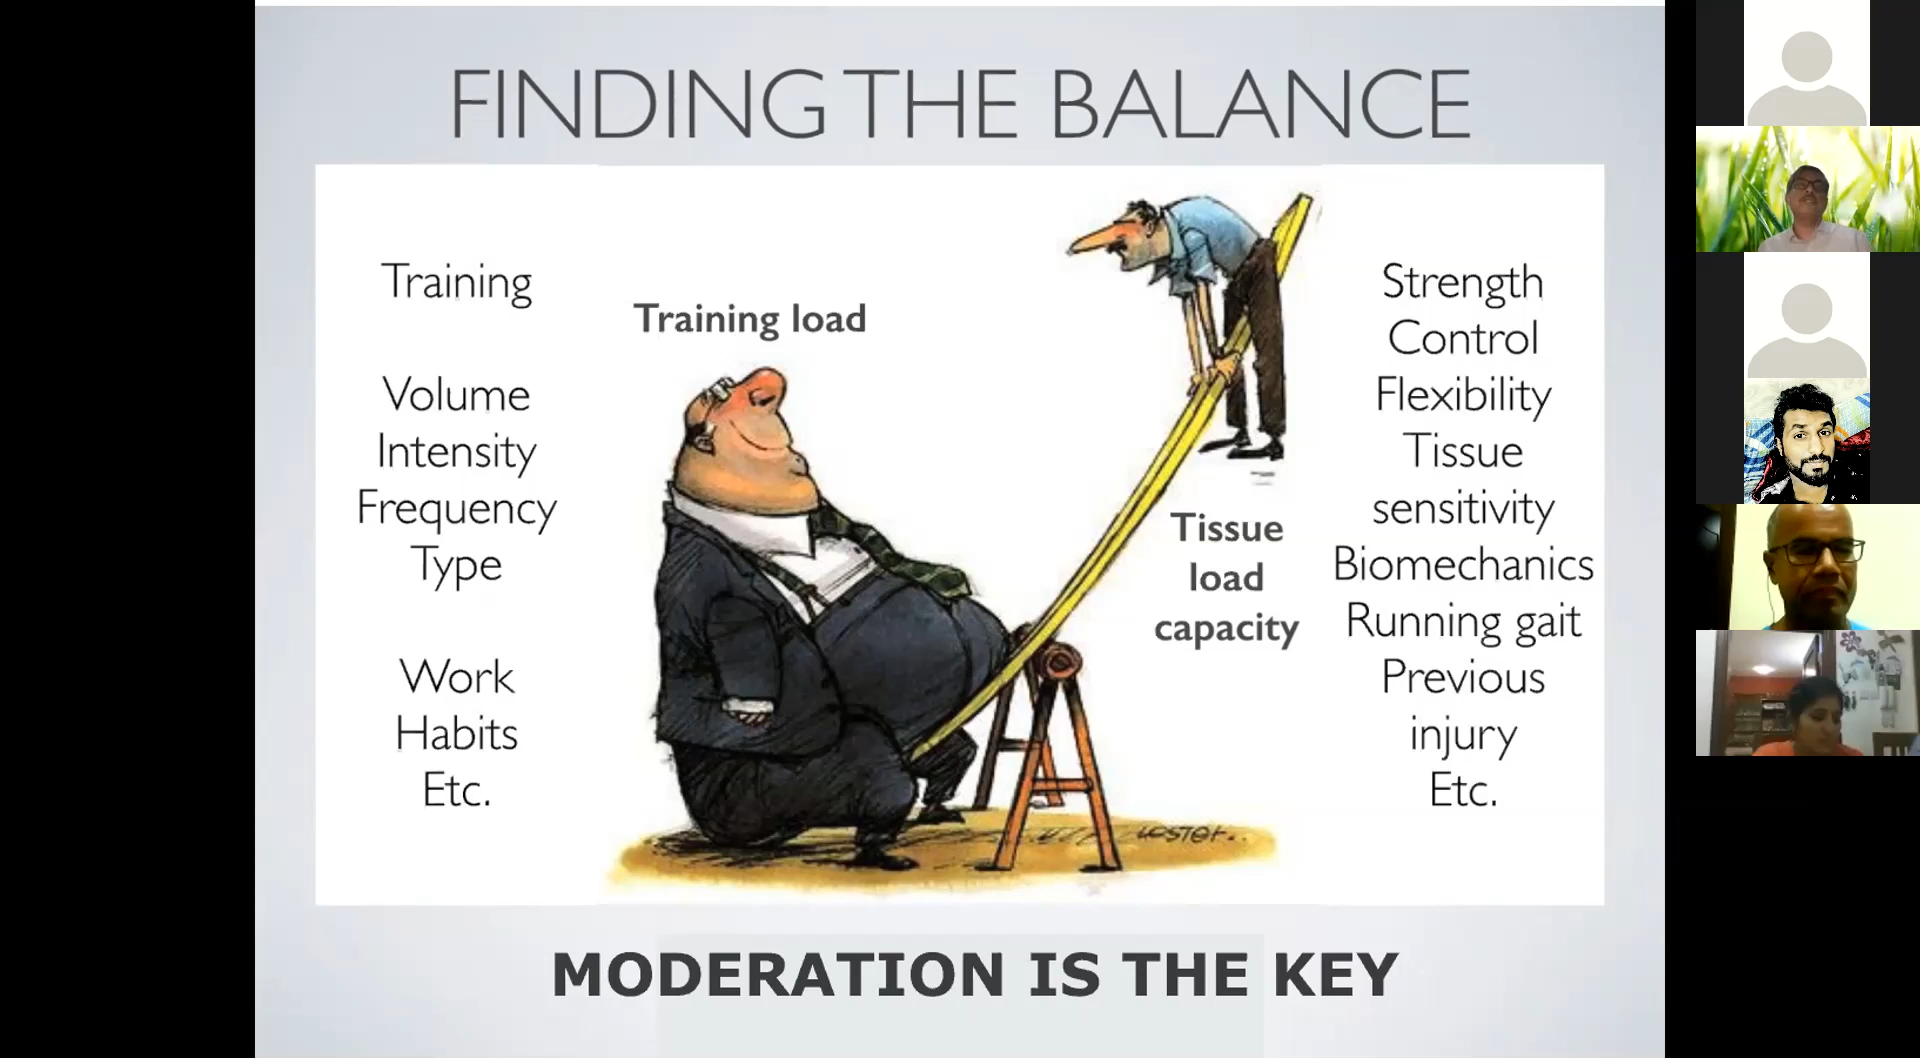 FINDING THE BALANCE
Training
Volume
Intensity
Frequency
Type
Work
Habits
Etc.
Training load
Tissue
load
capacity
Strength
Control
Flexibility
Tissue
sensitivity
Biomechanics
Running gait
Previous
injury
Etc.
LESTER..
MODERATION IS THE KEY